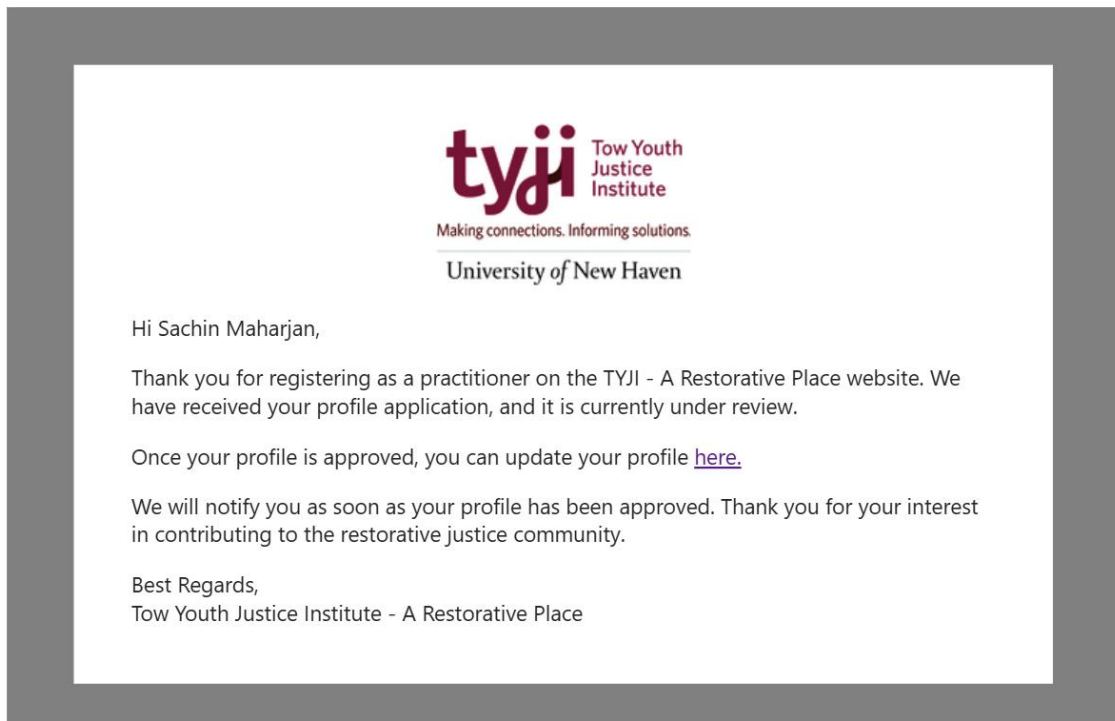 tyji
Tow Youth
Justice
Institute
Making connections. Informing solutions.
University of New Haven
Hi Sachin Maharjan,
Thank you for registering as a practitioner on the TYJI - A Restorative Place website. We
have received your profile application, and it is currently under review.
Once your profile is approved, you can update your profile here.
We will notify you as soon as your profile has been approved. Thank you for your interest
in contributing to the restorative justice community.
Best Regards,
Tow Youth Justice Institute - A Restorative Place